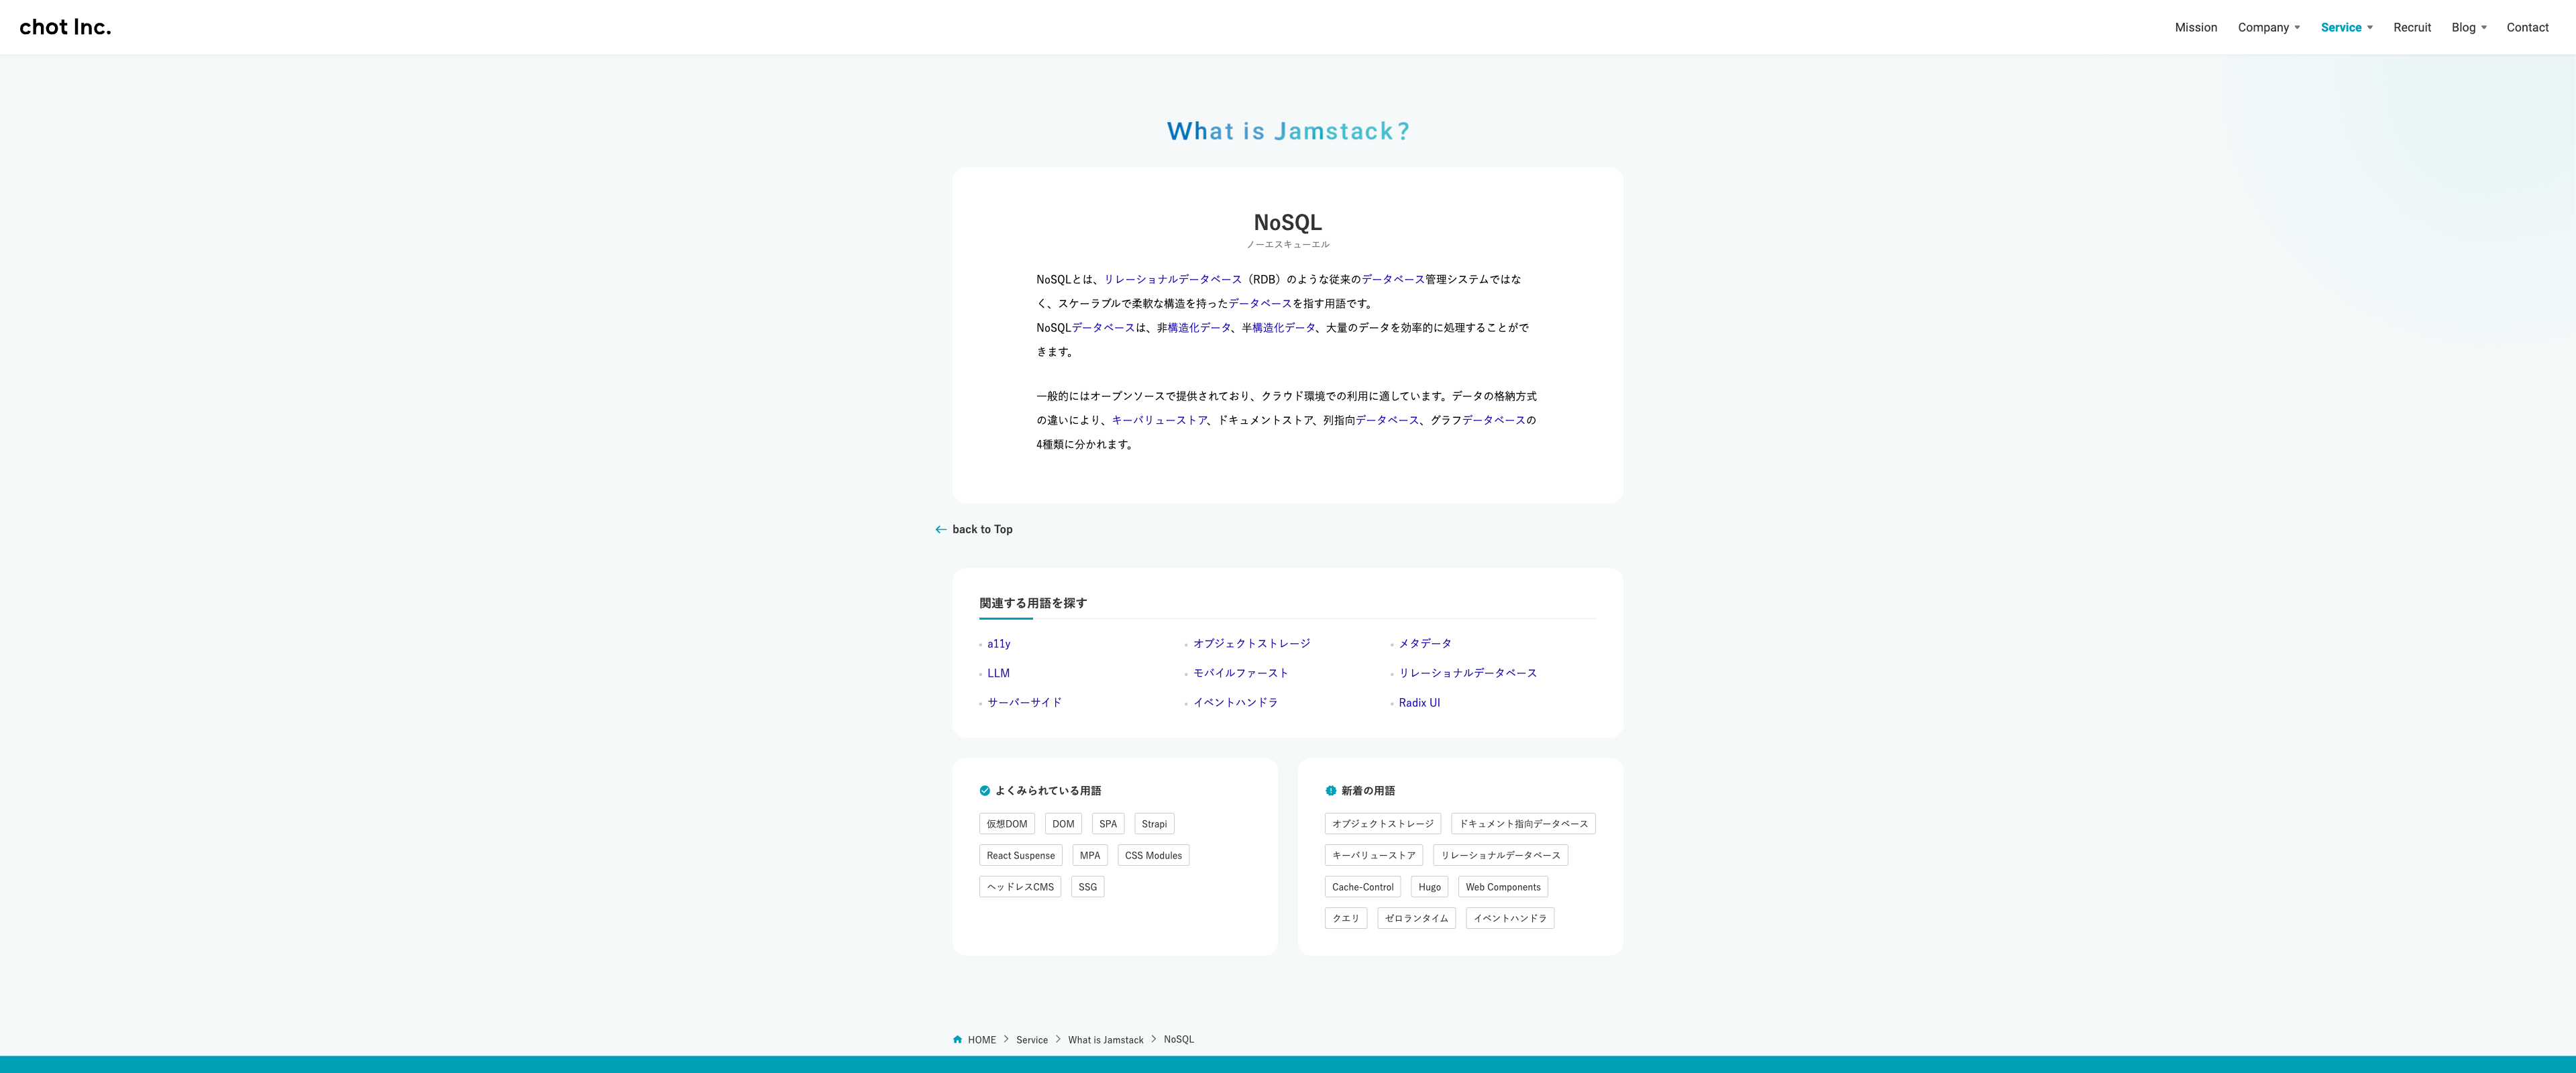 chot Inc.
Mission Company Service Recruit Blog Contact
What is Jamstack?
NoSQL
ノーエスキューエル
NoSQLとは、リレーショナルデータベース（RDB）のような従来のデータベース管理システムではな
く、スケーラブルで柔軟な構造を持ったデータベースを指す用語です。
NoSQLデータベースは、非構造化データ、半構造化データ、大量のデータを効率的に処理することがで
きます。
一般的にはオープンソースで提供されており、クラウド環境での利用に適しています。データの格納方式
の違いにより、キーバリューストア、ドキュメントストア、列指向データベース、グラフデータベースの
4種類に分かれます。
back to Top
関連する用語を探す
a11y オブジェクトストレージ メタデータ
LLM モバイルファースト リレーショナルデータベース
サーバーサイド イベントハンドラ Radix UI
よくみられている用語
仮想DOM DOM SPA Strapi
React Suspense MPA CSS Modules
ヘッドレスCMS SSG
新着の用語
オブジェクトストレージ ドキュメント指向データベース
キーバリューストア リレーショナルデータベース
Cache-Control Hugo Web Components
クエリ ゼロランタイム イベントハンドラ
HOME Service What is Jamstack NoSQL